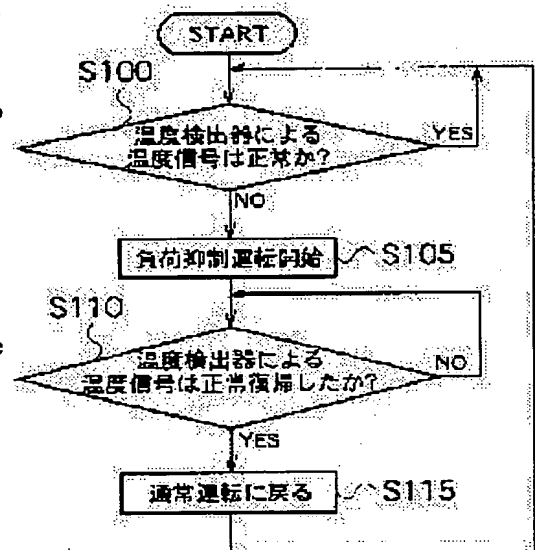 START
S100
温度検出器による
温度信号は正常か?
YES
NO
負荷抑制運転開始
S105
S110
温度検出器による
温度信号は正常復帰したか?
NO
YES
通常運転に戻る
S115